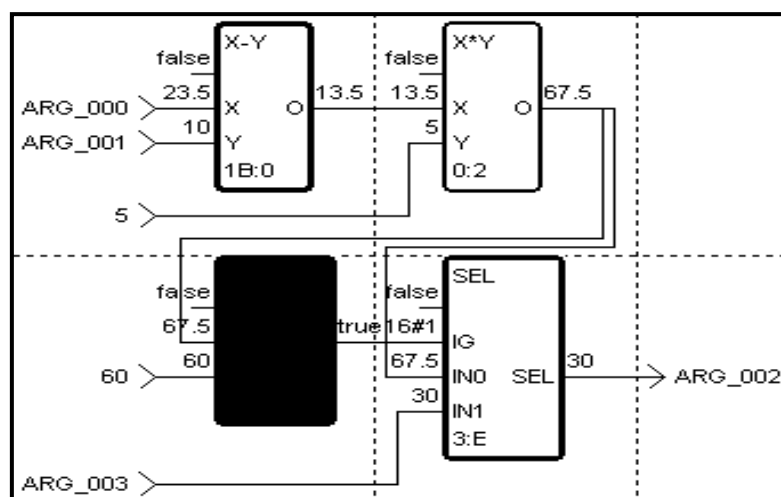 X-Y
X*Y
false
false
23.5
13.5
13.5
67.5
ARG_000
X
O
X
O
10
5
ARG_001
Y
Y
1B:0
0:2
5
SEL
false
false
67.5
true
16#1
IG
60
67.5
30
60
IN0
SEL
ARG_002
30
IN1
3:E
ARG_003